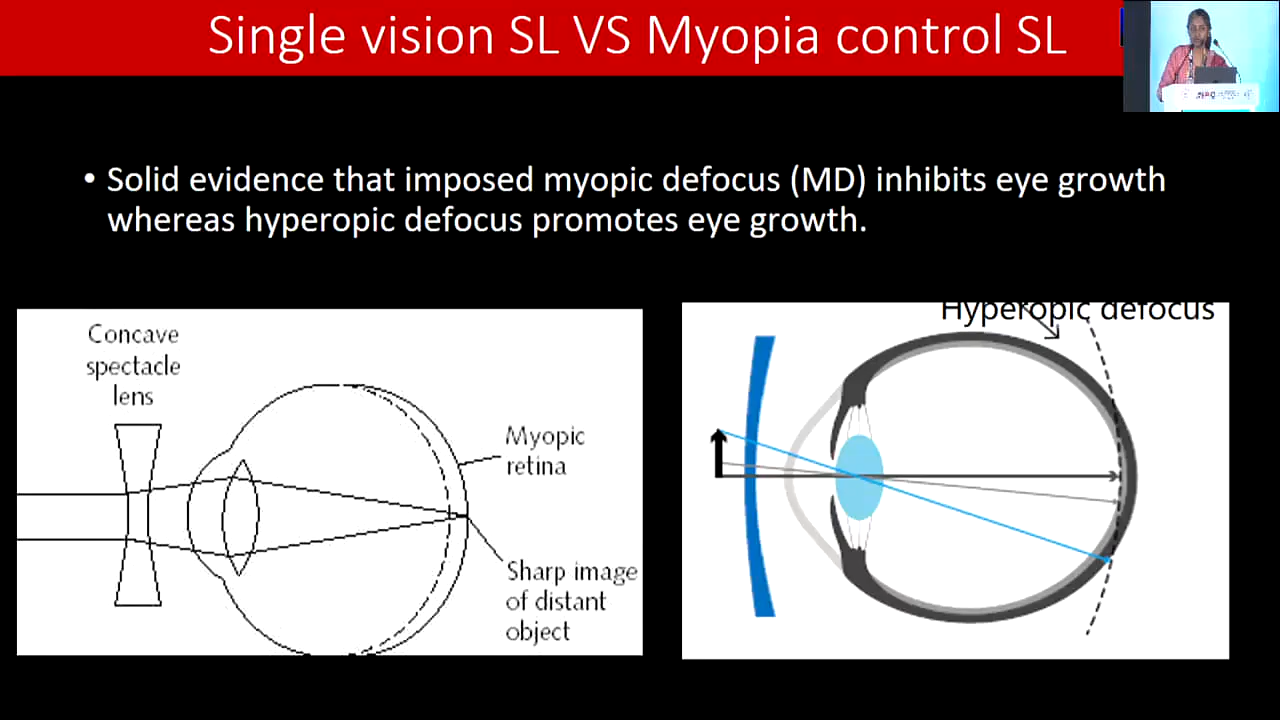 Single vision SL VS Myopia control SL
• Solid evidence that imposed myopic defocus (MD) inhibits eye growth
whereas hyperopic defocus promotes eye growth.
Concave
spectacle
lens
Myopic
retina
Sharp image
of distant
object
Hyperopic defocus